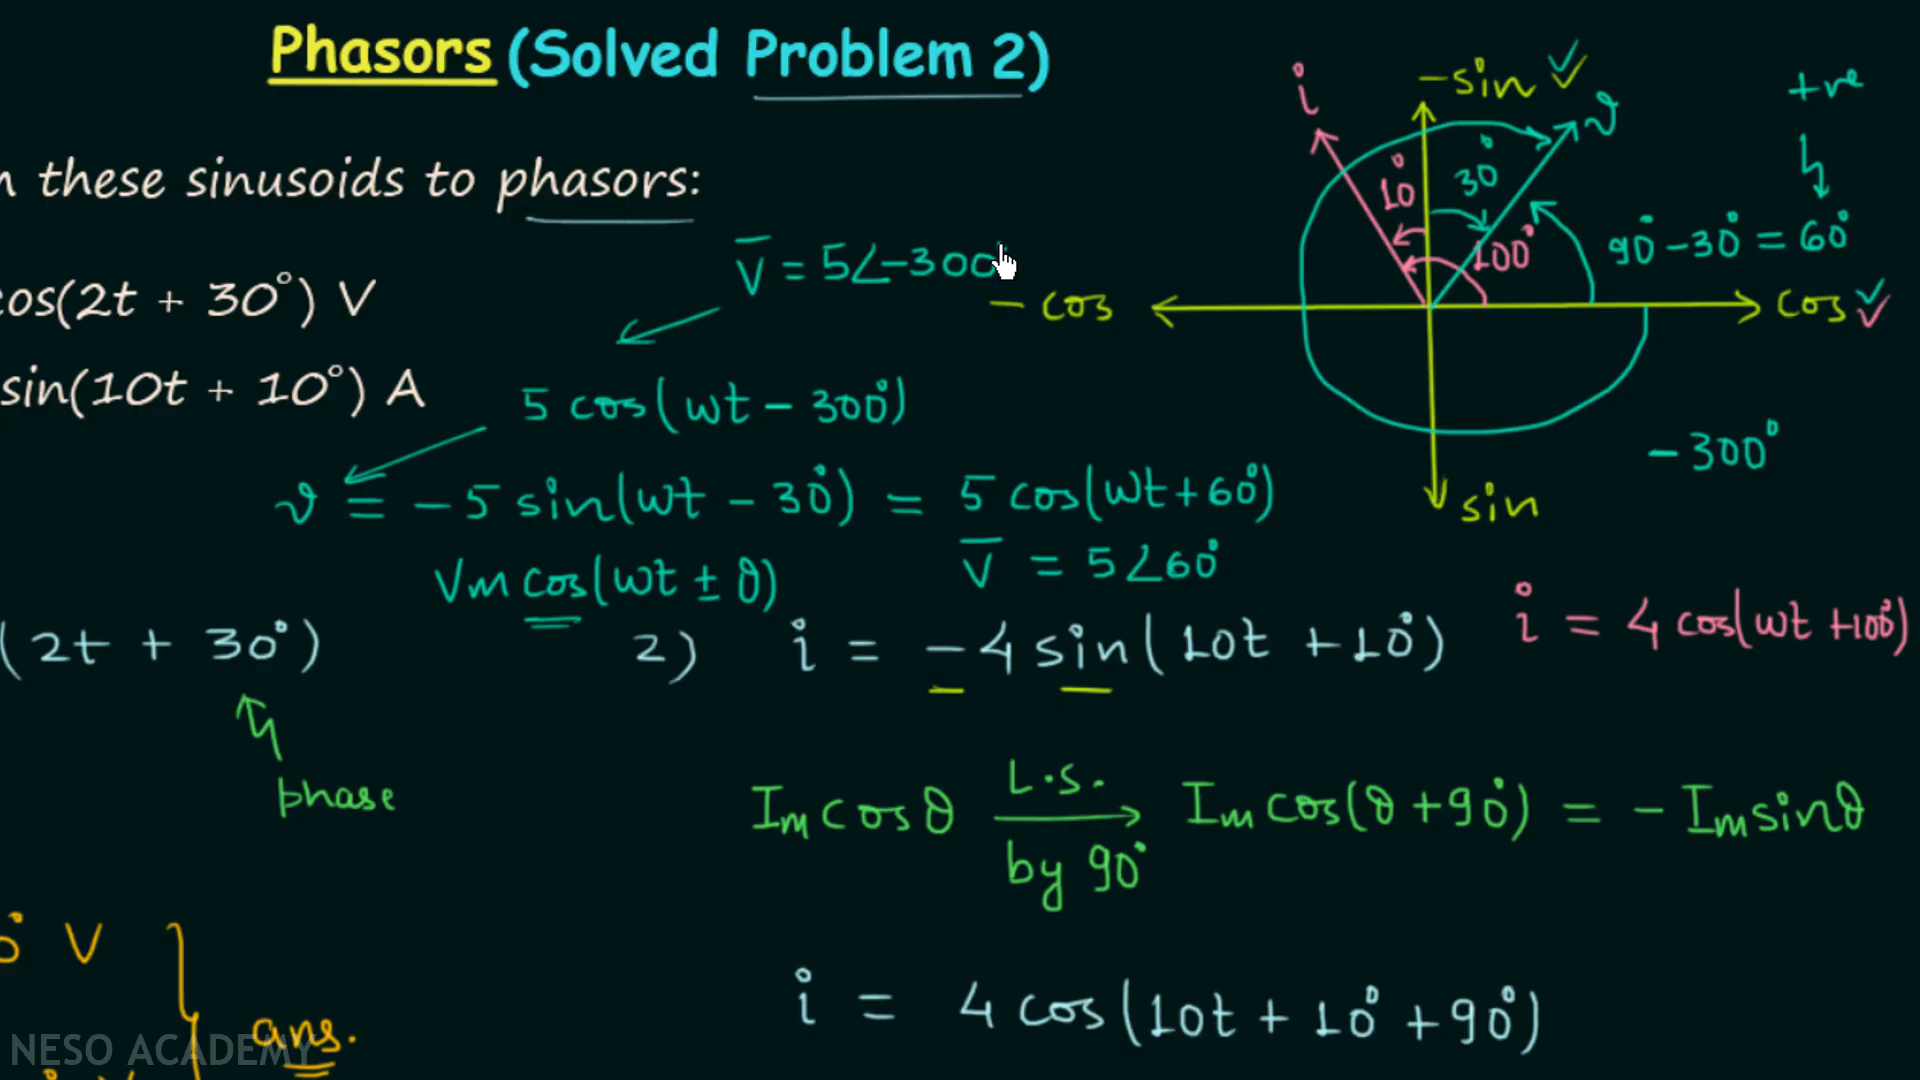 Phasors (Solved Problem 2)
these sinusoids to phasors:
cos(2t + 30°) V
sin(10t + 10°) A
V̅ = 5∠-300
5 cos(wt - 300°)
v = -5 sin(wt - 30°) = 5 cos(wt + 60°)
Vm cos(wt ± θ)
V̅ = 5∠60°
i
-sin ✓✓
v
+ve
10°
30°
100°
90° - 30° = 60°
- cos
cos ✓✓
- 300°
sin
(2t + 30°)
phase
2) i = -4 sin(10t + 10°)
i = 4 cos(wt + 100°)
Im cos θ L.S. by 90° → Im cos(θ + 90°) = - Im sin θ
i = 4 cos(10t + 10° + 90°)
° V
ans.
NESO ACADEMY